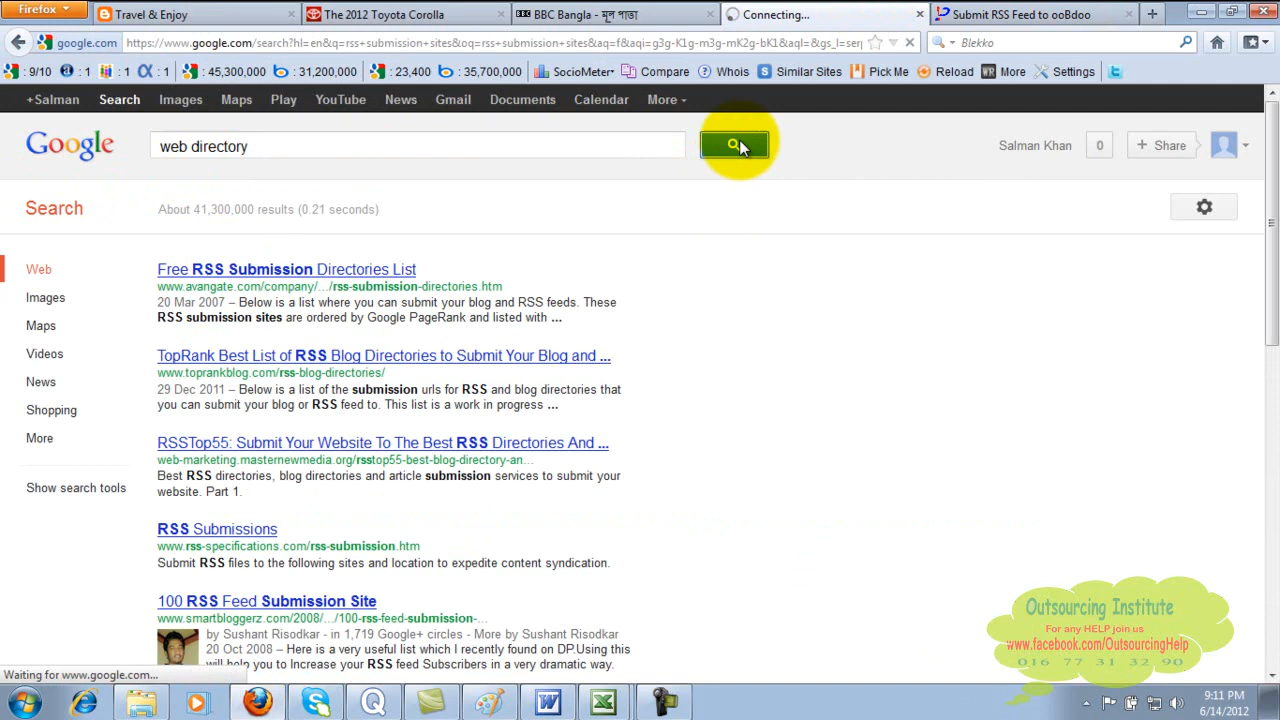 Firefox
Travel & Enjoy
The 2012 Toyota Corolla
BBC Bangla - মূল পাতা
Connecting...
Submit RSS Feed to ooBdoo
google.com
https://www.google.com/search?hl=en&q=rss+submission+sites&oq=rss+submission+sites&aq=f&aqi=g3g-K1g-m3g-mK2g-bK1&aql=&gs_l=serp
Blekko
: 9/10 : 1 : 1 α : 1 : 45,300,000 : 31,200,000 : 23,400 : 35,700,000 SocioMeter Compare Whois Similar Sites Pick Me Reload WR More Settings
+Salman Search Images Maps Play YouTube News Gmail Documents Calendar More
Google
web directory
Salman Khan 0 + Share
Search
About 41,300,000 results (0.21 seconds)
Web
Images
Maps
Videos
News
Shopping
More
Show search tools
Free RSS Submission Directories List
www.avangate.com/company/.../rss-submission-directories.htm
20 Mar 2007 – Below is a list where you can submit your blog and RSS feeds. These
RSS submission sites are ordered by Google PageRank and listed with ...
TopRank Best List of RSS Blog Directories to Submit Your Blog and ...
www.toprankblog.com/rss-blog-directories/
29 Dec 2011 – Below is a list of the submission urls for RSS and blog directories that
you can submit your blog or RSS feed to. This list is a work in progress ...
RSSTop55: Submit Your Website To The Best RSS Directories And ...
web-marketing.masternewmedia.org/rsstop55-best-blog-directory-an...
Best RSS directories, blog directories and article submission services to submit your
website. Part 1.
RSS Submissions
www.rss-specifications.com/rss-submission.htm
Submit RSS files to the following sites and location to expedite content syndication.
100 RSS Feed Submission Site
www.smartbloggerz.com/2008/.../100-rss-feed-submission-...
by Sushant Risodkar - in 1,719 Google+ circles - More by Sushant Risodkar
20 Oct 2008 – Here is a very useful list which I recently found on DP.Using this
will help you to Increase your RSS feed Subscribers in a very dramatic way.
Waiting for www.google.com...
Outsourcing Institute
For any HELP join us
www.facebook.com/OutsourcingHelp
016 77 31 32 90
9:11 PM
6/14/2012